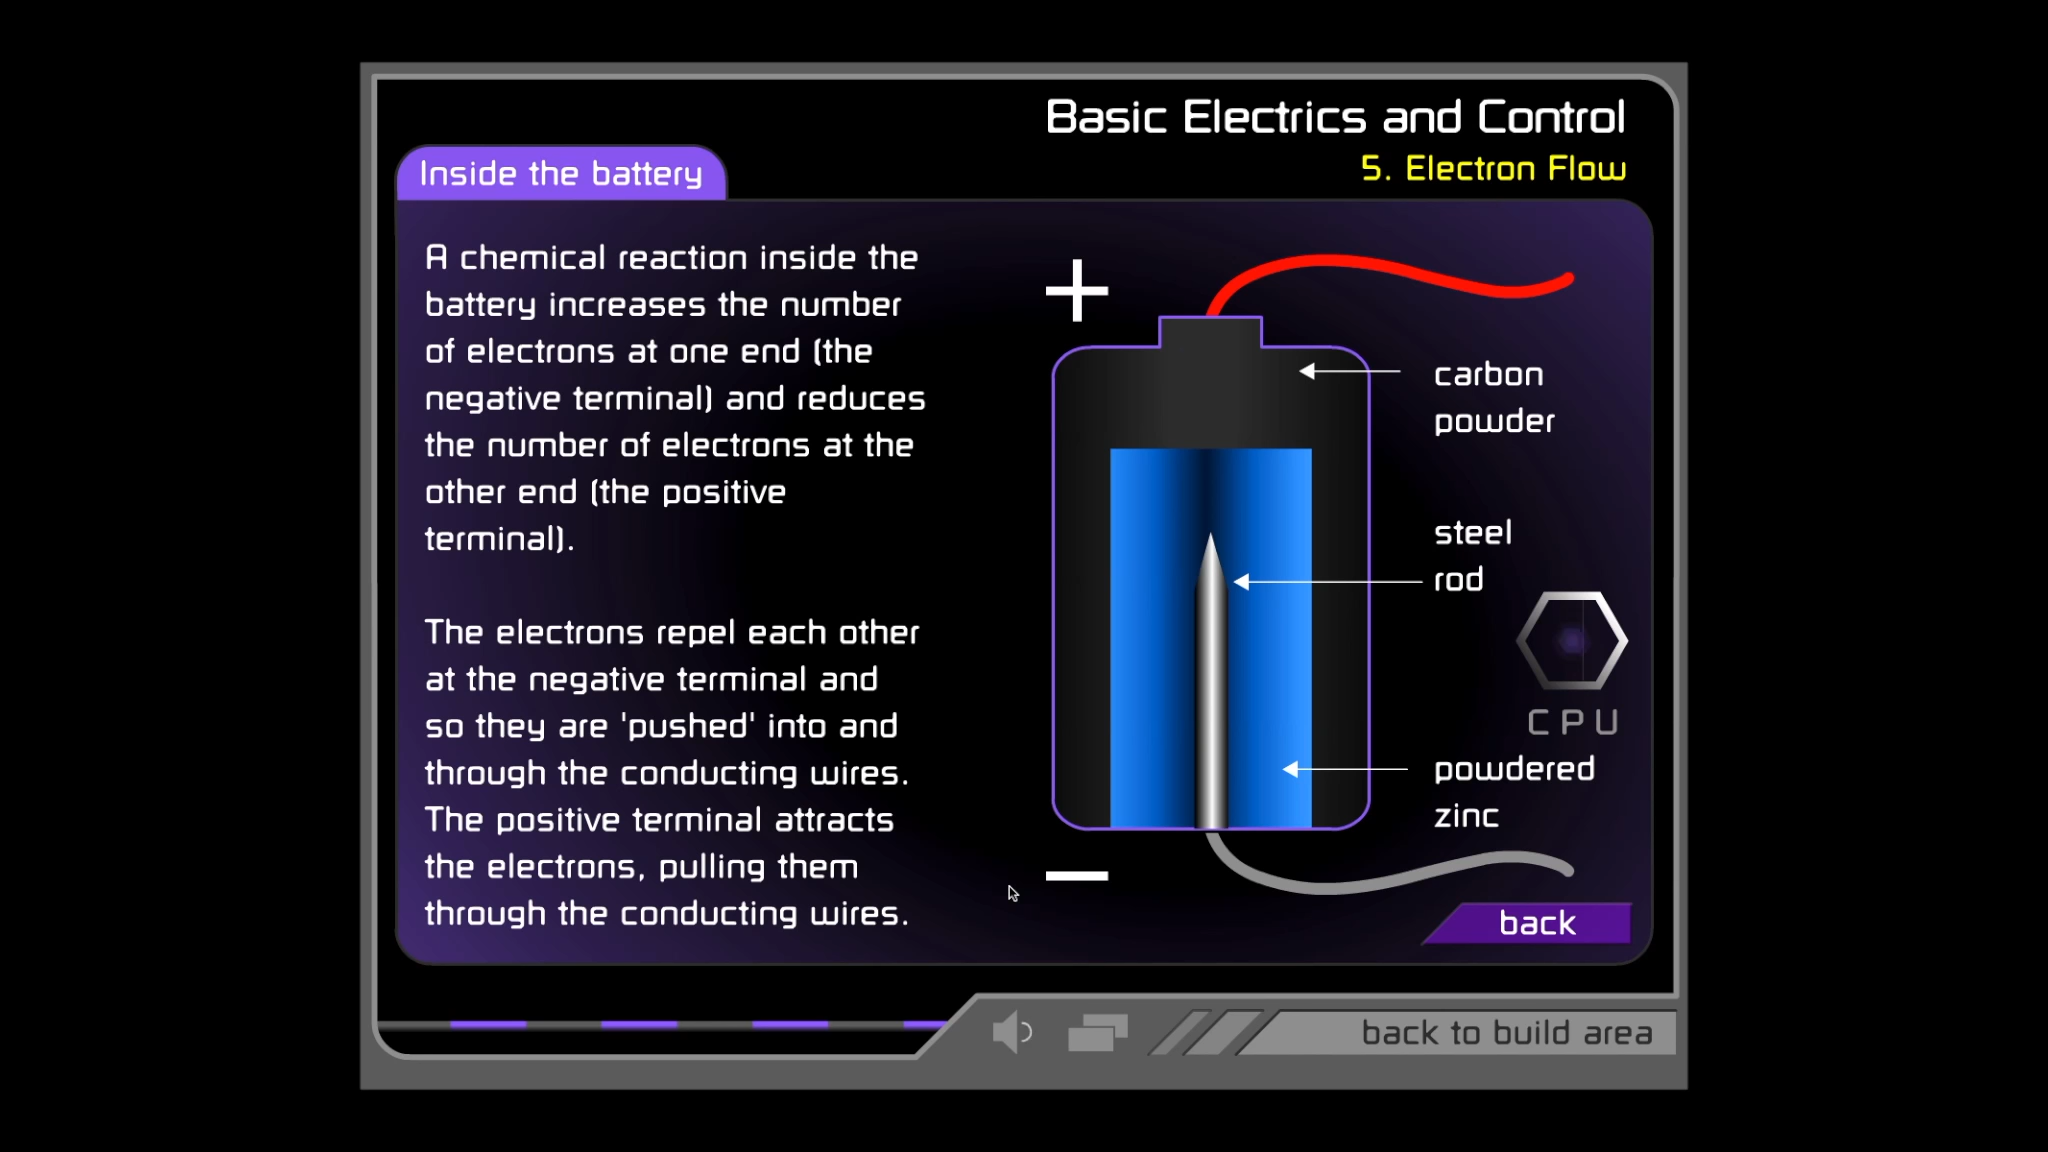 Basic Electrics and Control
5. Electron Flow
Inside the battery
A chemical reaction inside the
battery increases the number
of electrons at one end (the
negative terminal) and reduces
the number of electrons at the
other end (the positive
terminal).
The electrons repel each other
at the negative terminal and
so they are 'pushed' into and
through the conducting wires.
The positive terminal attracts
the electrons, pulling them
through the conducting wires.
+
carbon
powder
steel
rod
CPU
powdered
zinc
−
back
back to build area